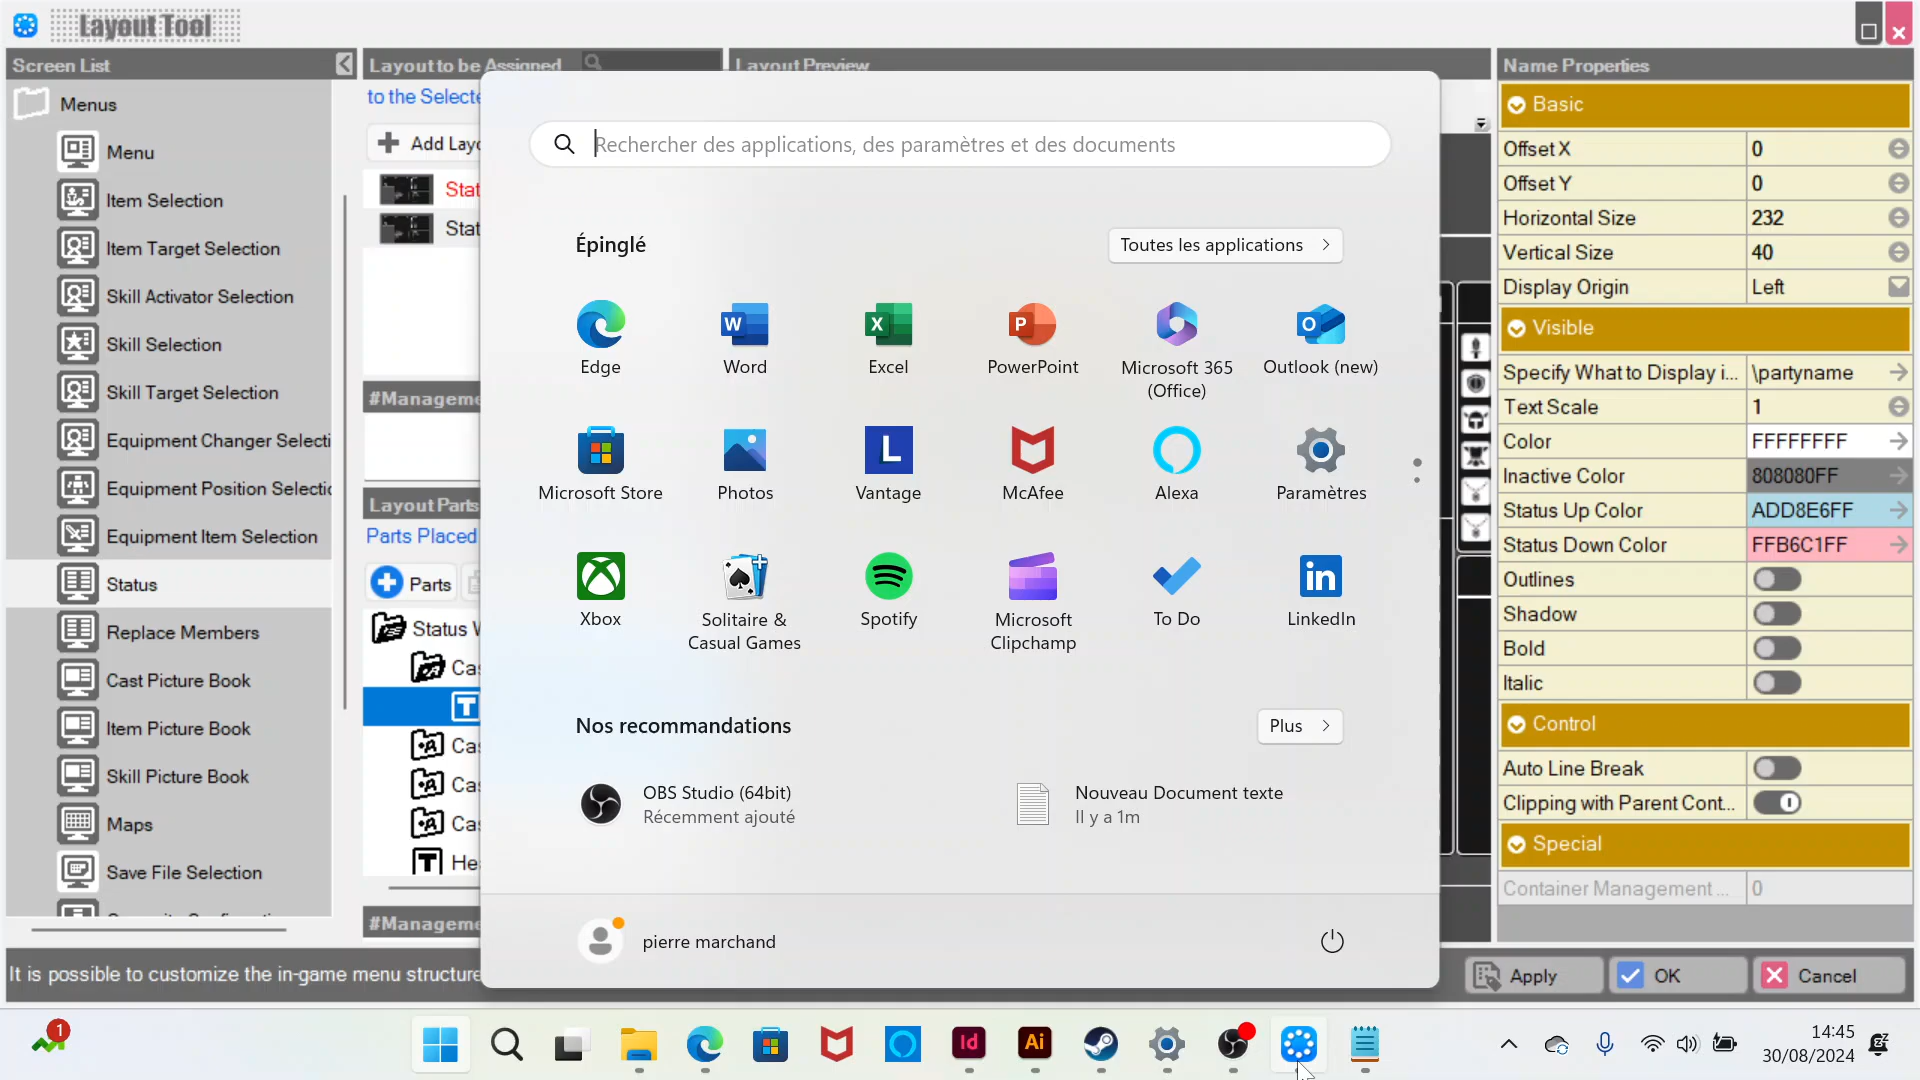 Layout Tool
Screen List
Menus
Menu
Item Selection
Item Target Selection
Skill Activator Selection
Skill Selection
Skill Target Selection
Equipment Changer Selecti
Equipment Position Selectio
Equipment Item Selection
Status
Replace Members
Cast Picture Book
Item Picture Book
Skill Picture Book
Maps
Save File Selection
Layout to be Assigned
to the Selecte
Add Layo
Stat
Stat
#Manageme
Layout Parts
Parts Placed
Parts
Status W
Cas
Cas
Cas
Cas
He
#Manageme
Layout Preview
Rechercher des applications, des paramètres et des documents
Épinglé
Toutes les applications
Edge
Word
Excel
PowerPoint
Microsoft 365
(Office)
Outlook (new)
Microsoft Store
Photos
Vantage
McAfee
Alexa
Paramètres
Xbox
Solitaire &
Casual Games
Spotify
Microsoft
Clipchamp
To Do
LinkedIn
Nos recommandations
Plus
OBS Studio (64bit)
Récemment ajouté
Nouveau Document texte
Il y a 1m
pierre marchand
Name Properties
Basic
Offset X 0
Offset Y 0
Horizontal Size 232
Vertical Size 40
Display Origin Left
Visible
Specify What to Display i... \partyname
Text Scale 1
Color FFFFFFFF
Inactive Color 808080FF
Status Up Color ADD8E6FF
Status Down Color FFB6C1FF
Outlines
Shadow
Bold
Italic
Control
Auto Line Break
Clipping with Parent Cont...
Special
Container Management ... 0
It is possible to customize the in-game menu structure
Apply
OK
Cancel
1
14:45
30/08/2024